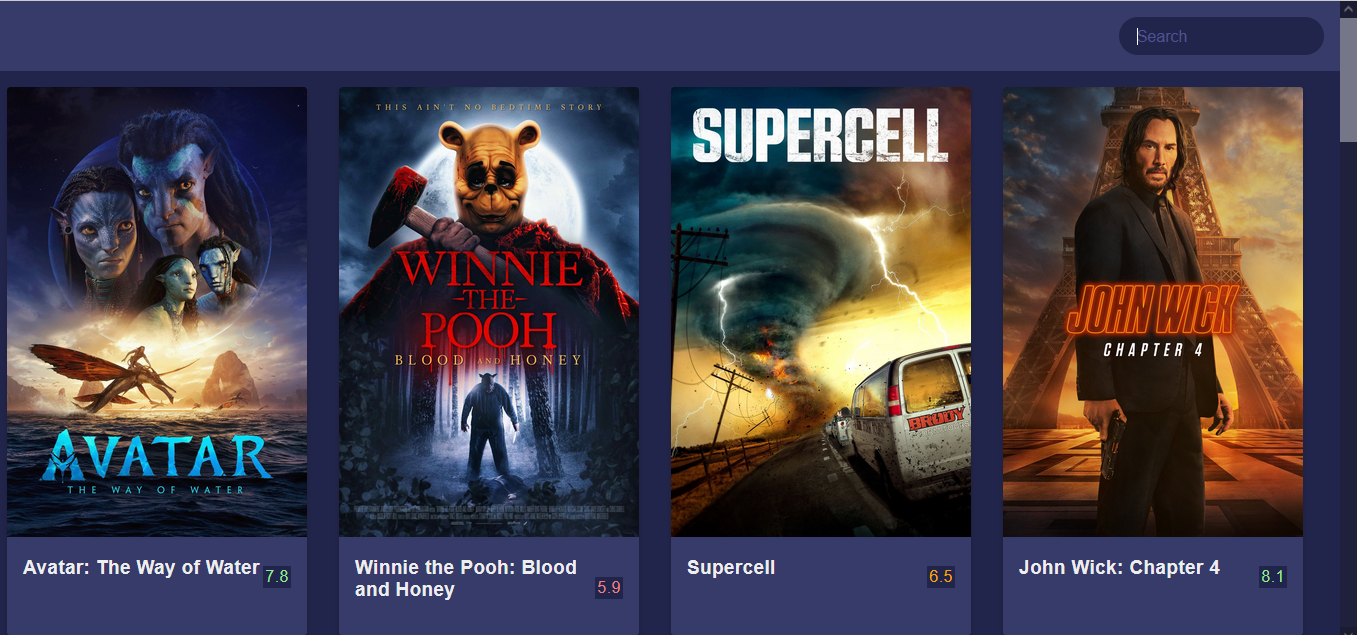 Search
AVATAR
THE WAY OF WATER
Avatar: The Way of Water
7.8
THIS AIN'T NO BEDTIME STORY
WINNIE
-THE-
POOH
BLOOD AND HONEY
Winnie the Pooh: Blood
and Honey
5.9
SUPERCELL
BRODY
Supercell
6.5
JOHN WICK
CHAPTER 4
John Wick: Chapter 4
8.1